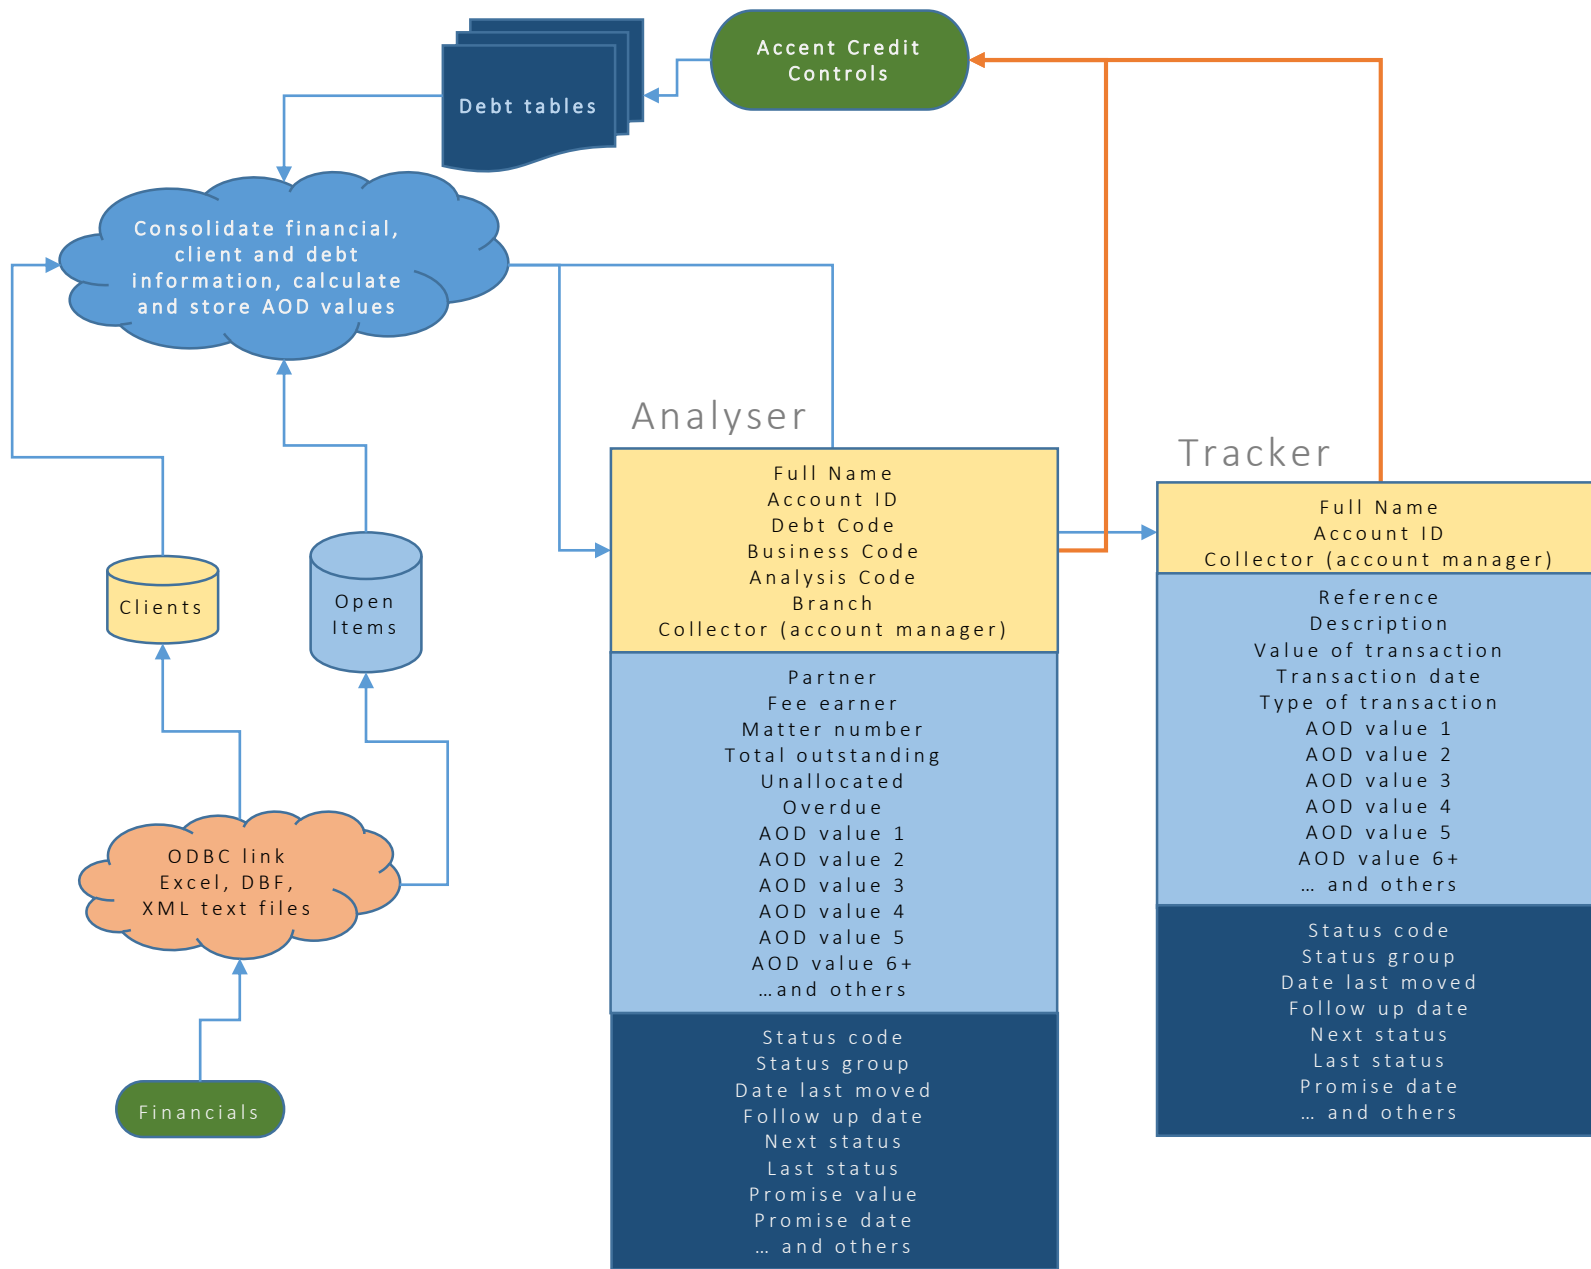 Accent Credit
Controls
Debt tables
Consolidate financial,
client and debt
information, calculate
and store AOD values
Analyser
Tracker
Full Name
Account ID
Debt Code
Business Code
Analysis Code
Branch
Collector (account manager)
Partner
Fee earner
Matter number
Total outstanding
Unallocated
Overdue
AOD value 1
AOD value 2
AOD value 3
AOD value 4
AOD value 5
AOD value 6+
...and others
Status code
Status group
Date last moved
Follow up date
Next status
Last status
Promise value
Promise date
... and others
Full Name
Account ID
Collector (account manager)
Reference
Description
Value of transaction
Transaction date
Type of transaction
AOD value 1
AOD value 2
AOD value 3
AOD value 4
AOD value 5
AOD value 6+
... and others
Status code
Status group
Date last moved
Follow up date
Next status
Last status
Promise date
... and others
Clients
Open
Items
ODBC link
Excel, DBF,
XML text files
Financials